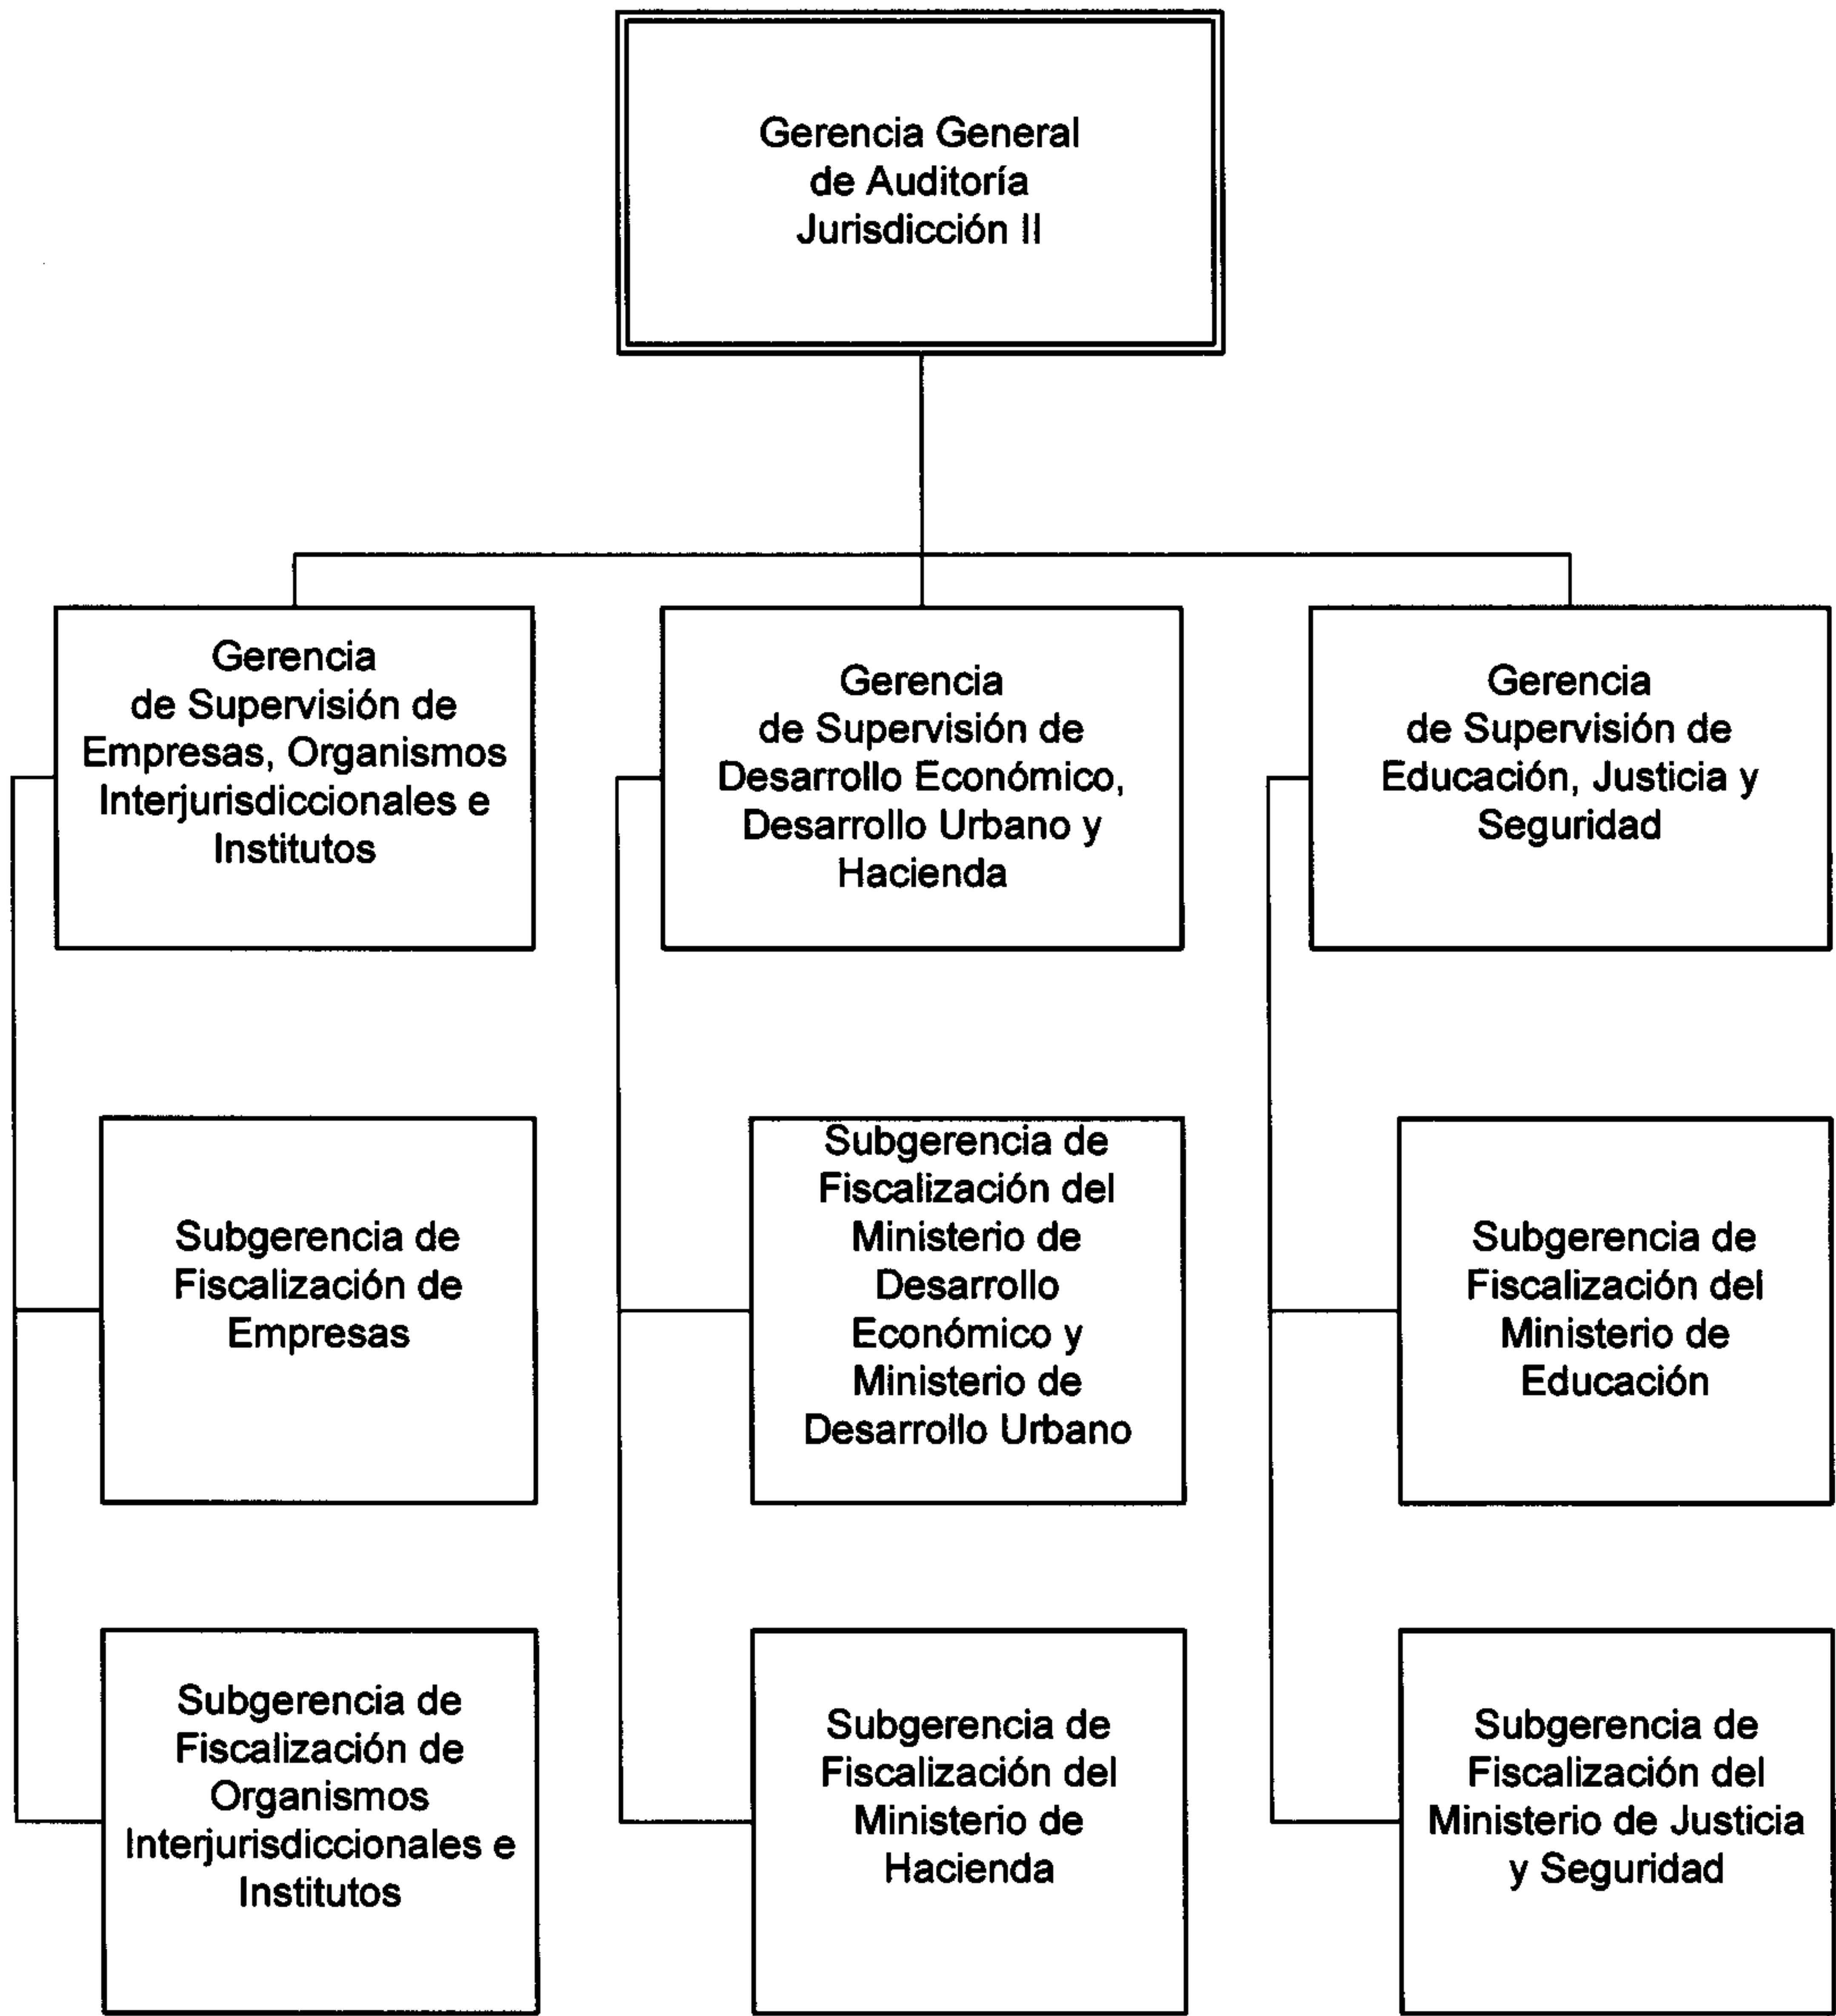 Gerencia General
de Auditoría
Jurisdicción II
Gerencia
de Supervisión de
Empresas, Organismos
Interjurisdiccionales e
Institutos
Gerencia
de Supervisión de
Desarrollo Económico,
Desarrollo Urbano y
Hacienda
Gerencia
de Supervisión de
Educación, Justicia y
Seguridad
Subgerencia de
Fiscalización de
Empresas
Subgerencia de
Fiscalización del
Ministerio de
Desarrollo
Económico y
Ministerio de
Desarrollo Urbano
Subgerencia de
Fiscalización del
Ministerio de
Educación
Subgerencia de
Fiscalización de
Organismos
Interjurisdiccionales e
Institutos
Subgerencia de
Fiscalización del
Ministerio de
Hacienda
Subgerencia de
Fiscalización del
Ministerio de Justicia
y Seguridad